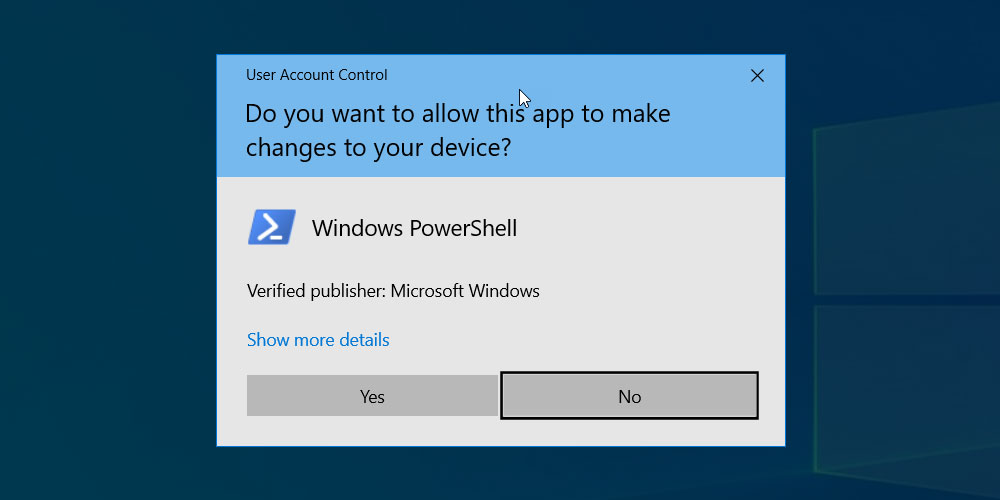 User Account Control
Do you want to allow this app to make
changes to your device?
Windows PowerShell
Verified publisher: Microsoft Windows
Show more details
Yes
No